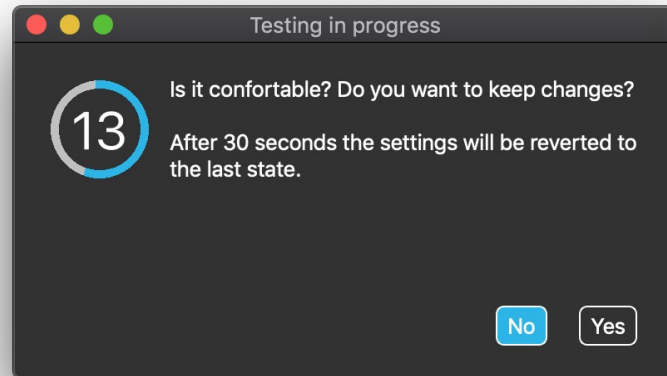 Testing in progress
13
Is it confortable? Do you want to keep changes?
After 30 seconds the settings will be reverted to
the last state.
No
Yes